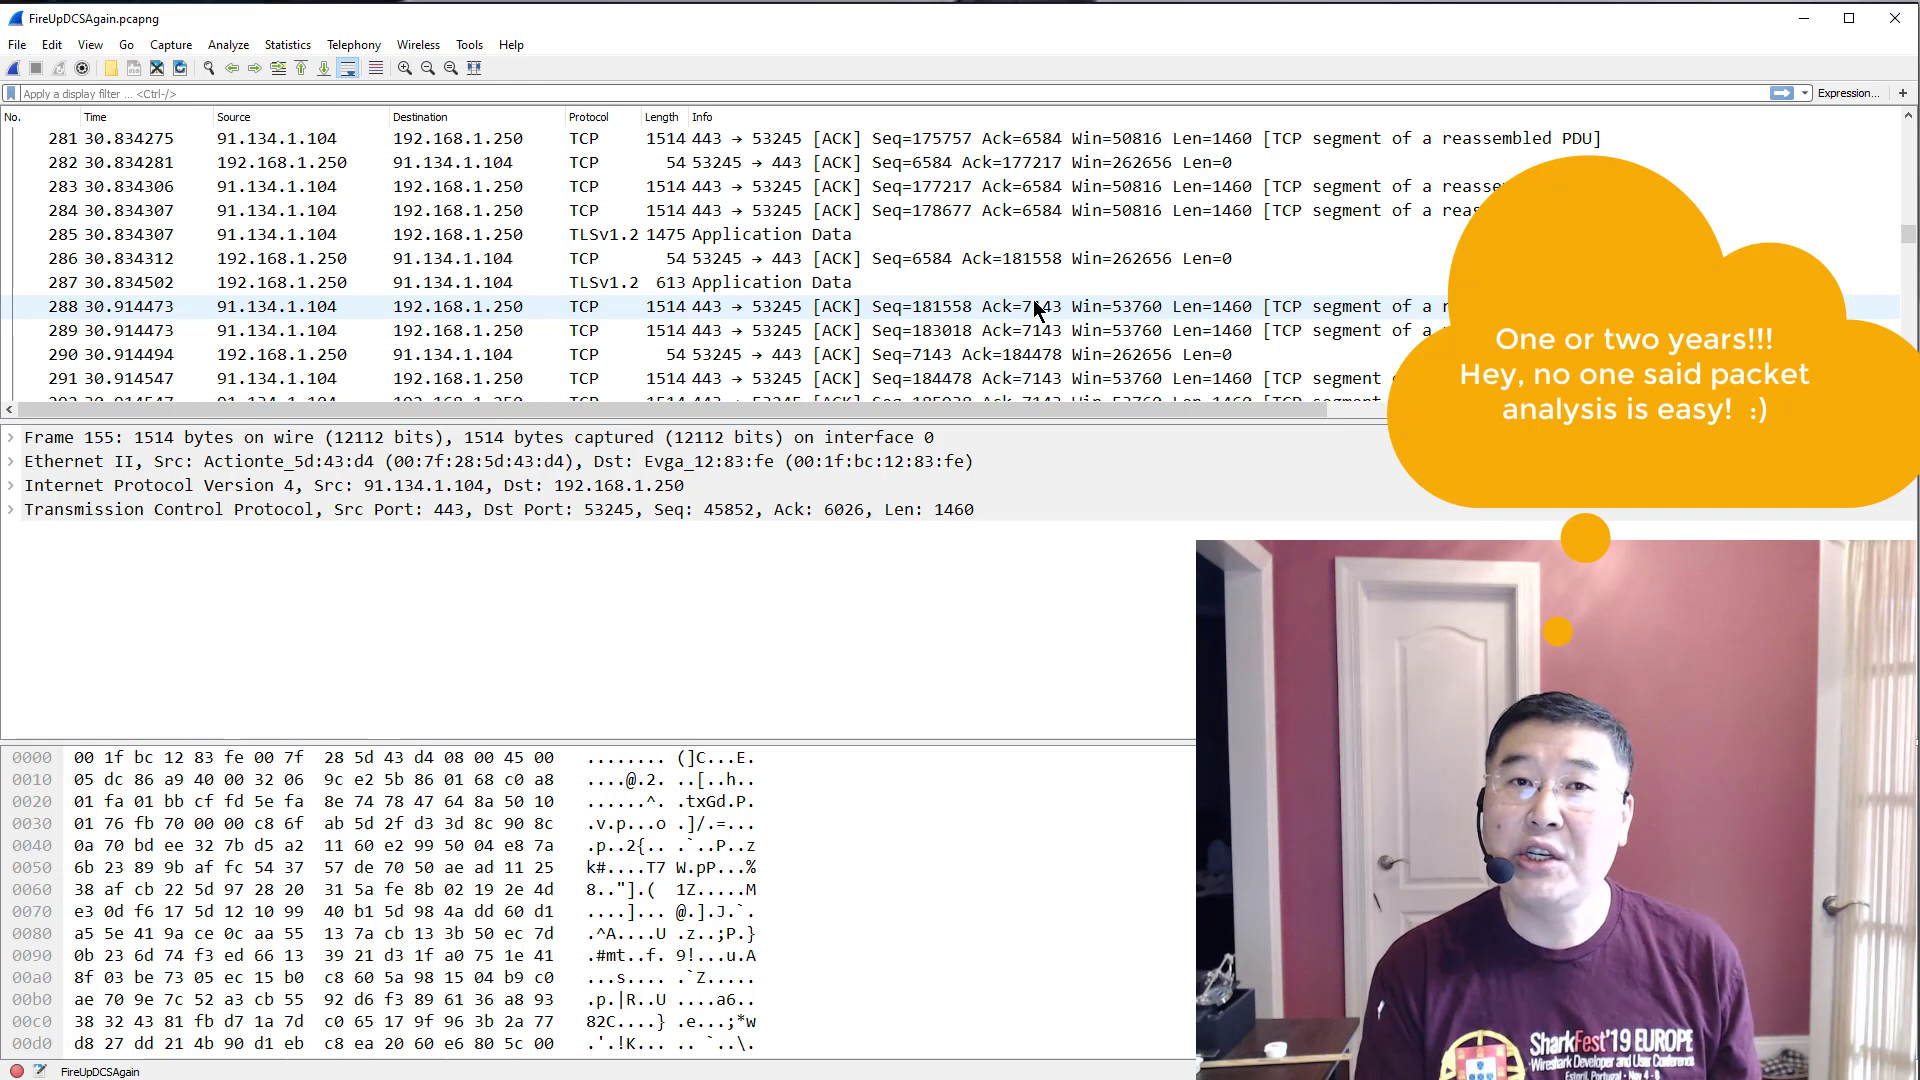 FireUpDCSAgain.pcapng
File Edit View Go Capture Analyze Statistics Telephony Wireless Tools Help
Apply a display filter ... <Ctrl-/> Expression... +
No. Time Source Destination Protocol Length Info
281 30.834275 91.134.1.104 192.168.1.250 TCP 1514 443 → 53245 [ACK] Seq=175757 Ack=6584 Win=50816 Len=1460 [TCP segment of a reassembled PDU]
282 30.834281 192.168.1.250 91.134.1.104 TCP 54 53245 → 443 [ACK] Seq=6584 Ack=177217 Win=262656 Len=0
283 30.834306 91.134.1.104 192.168.1.250 TCP 1514 443 → 53245 [ACK] Seq=177217 Ack=6584 Win=50816 Len=1460 [TCP segment of a reasse
284 30.834307 91.134.1.104 192.168.1.250 TCP 1514 443 → 53245 [ACK] Seq=178677 Ack=6584 Win=50816 Len=1460 [TCP segment of a rea
285 30.834307 91.134.1.104 192.168.1.250 TLSv1.2 1475 Application Data
286 30.834312 192.168.1.250 91.134.1.104 TCP 54 53245 → 443 [ACK] Seq=6584 Ack=181558 Win=262656 Len=0
287 30.834502 192.168.1.250 91.134.1.104 TLSv1.2 613 Application Data
288 30.914473 91.134.1.104 192.168.1.250 TCP 1514 443 → 53245 [ACK] Seq=181558 Ack=7143 Win=53760 Len=1460 [TCP segment of a r
289 30.914473 91.134.1.104 192.168.1.250 TCP 1514 443 → 53245 [ACK] Seq=183018 Ack=7143 Win=53760 Len=1460 [TCP segment of a
290 30.914494 192.168.1.250 91.134.1.104 TCP 54 53245 → 443 [ACK] Seq=7143 Ack=184478 Win=262656 Len=0
291 30.914547 91.134.1.104 192.168.1.250 TCP 1514 443 → 53245 [ACK] Seq=184478 Ack=7143 Win=53760 Len=1460 [TCP segment
One or two years!!!
Hey, no one said packet
analysis is easy! :)
Frame 155: 1514 bytes on wire (12112 bits), 1514 bytes captured (12112 bits) on interface 0
Ethernet II, Src: Actionte_5d:43:d4 (00:7f:28:5d:43:d4), Dst: Evga_12:83:fe (00:1f:bc:12:83:fe)
Internet Protocol Version 4, Src: 91.134.1.104, Dst: 192.168.1.250
Transmission Control Protocol, Src Port: 443, Dst Port: 53245, Seq: 45852, Ack: 6026, Len: 1460
0000 00 1f bc 12 83 fe 00 7f 28 5d 43 d4 08 00 45 00 ........ (]C...E.
0010 05 dc 86 a9 40 00 32 06 9c e2 5b 86 01 68 c0 a8 ....@.2. ..[..h..
0020 01 fa 01 bb cf fd 5e fa 8e 74 78 47 64 8a 50 10 ......^. .txGd.P.
0030 01 76 fb 70 00 00 c8 6f ab 5d 2f d3 3d 8c 90 8c .v.p...o .]/.=...
0040 0a 70 bd ee 32 7b d5 a2 11 60 e2 99 50 04 e8 7a .p..2{.. .`..P..z
0050 6b 23 89 9b af fc 54 37 57 de 70 50 ae ad 11 25 k#....T7 W.pP...%
0060 38 af cb 22 5d 97 28 20 31 5a fe 8b 02 19 2e 4d 8.."].( 1Z.....M
0070 e3 0d f6 17 5d 12 10 99 40 b1 5d 98 4a dd 60 d1 ....]... @.].J.`.
0080 a5 5e 41 9a ce 0c aa 55 13 7a cb 13 3b 50 ec 7d .^A....U .z..;P.}
0090 0b 23 6d 74 f3 ed 66 13 39 21 d3 1f a0 75 1e 41 .#mt..f. 9!...u.A
00a0 8f 03 be 73 05 ec 15 b0 c8 60 5a 98 15 04 b9 c0 ...s.... .`Z.....
00b0 ae 70 9e 7c 52 a3 cb 55 92 d6 f3 89 61 36 a8 93 .p.|R..U ....a6..
00c0 38 32 43 81 fb d7 1a 7d c0 65 17 9f 96 3b 2a 77 82C....} .e...;*w
00d0 d8 27 dd 21 4b 90 d1 eb c8 ea 20 60 e6 80 5c 00 .'.!K... .. `..\.
SharkFest'19 EUROPE
Wireshark Developer and User Conference
Estoril, Portugal • Nov 4 - 8
FireUpDCSAgain